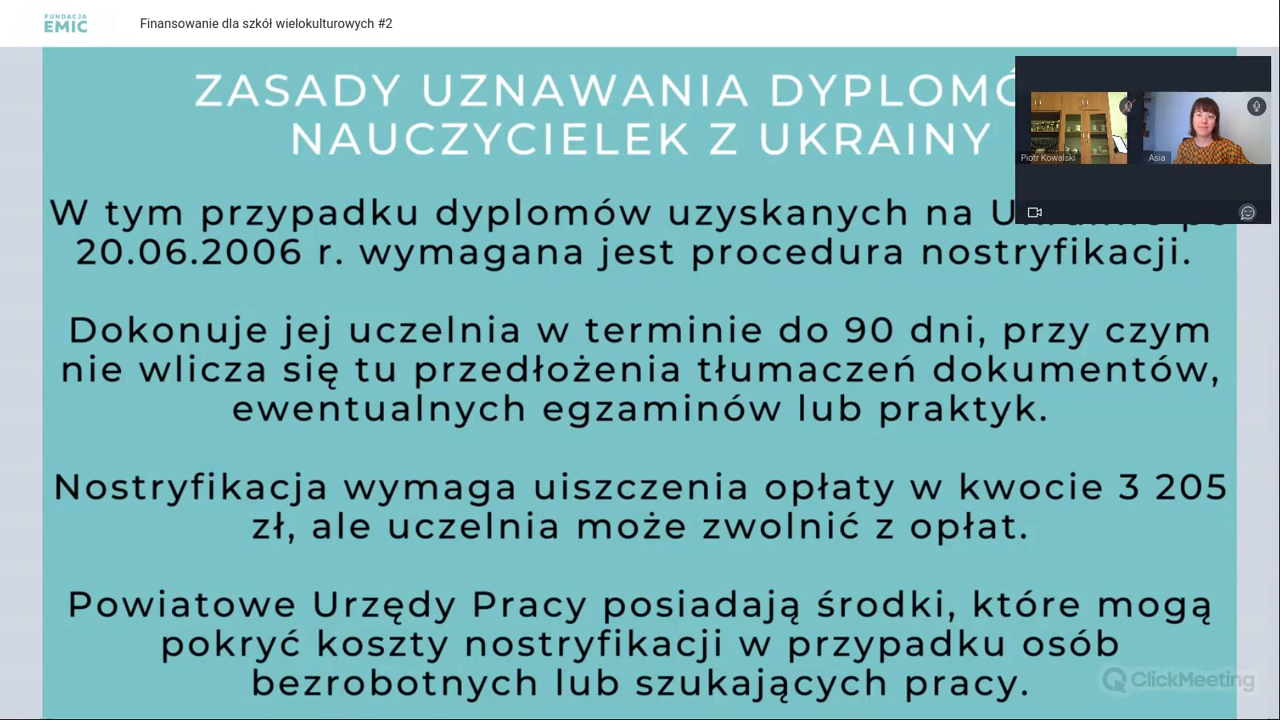 FUNDACJA
EMIC
Finansowanie dla szkół wielokulturowych #2
ZASADY UZNAWANIA DYPLOMÓ
NAUCZYCIELEK Z UKRAINY
Piotr Kowalski
Asia
W tym przypadku dyplomów uzyskanych na
20.06.2006 r. wymagana jest procedura nostryfikacji.
Dokonuje jej uczelnia w terminie do 90 dni, przy czym
nie wlicza się tu przedłożenia tłumaczeń dokumentów,
ewentualnych egzaminów lub praktyk.
Nostryfikacja wymaga uiszczenia opłaty w kwocie 3 205
zł, ale uczelnia może zwolnić z opłat.
Powiatowe Urzędy Pracy posiadają środki, które mogą
pokryć koszty nostryfikacji w przypadku osób
bezrobotnych lub szukających pracy.
ClickMeeting